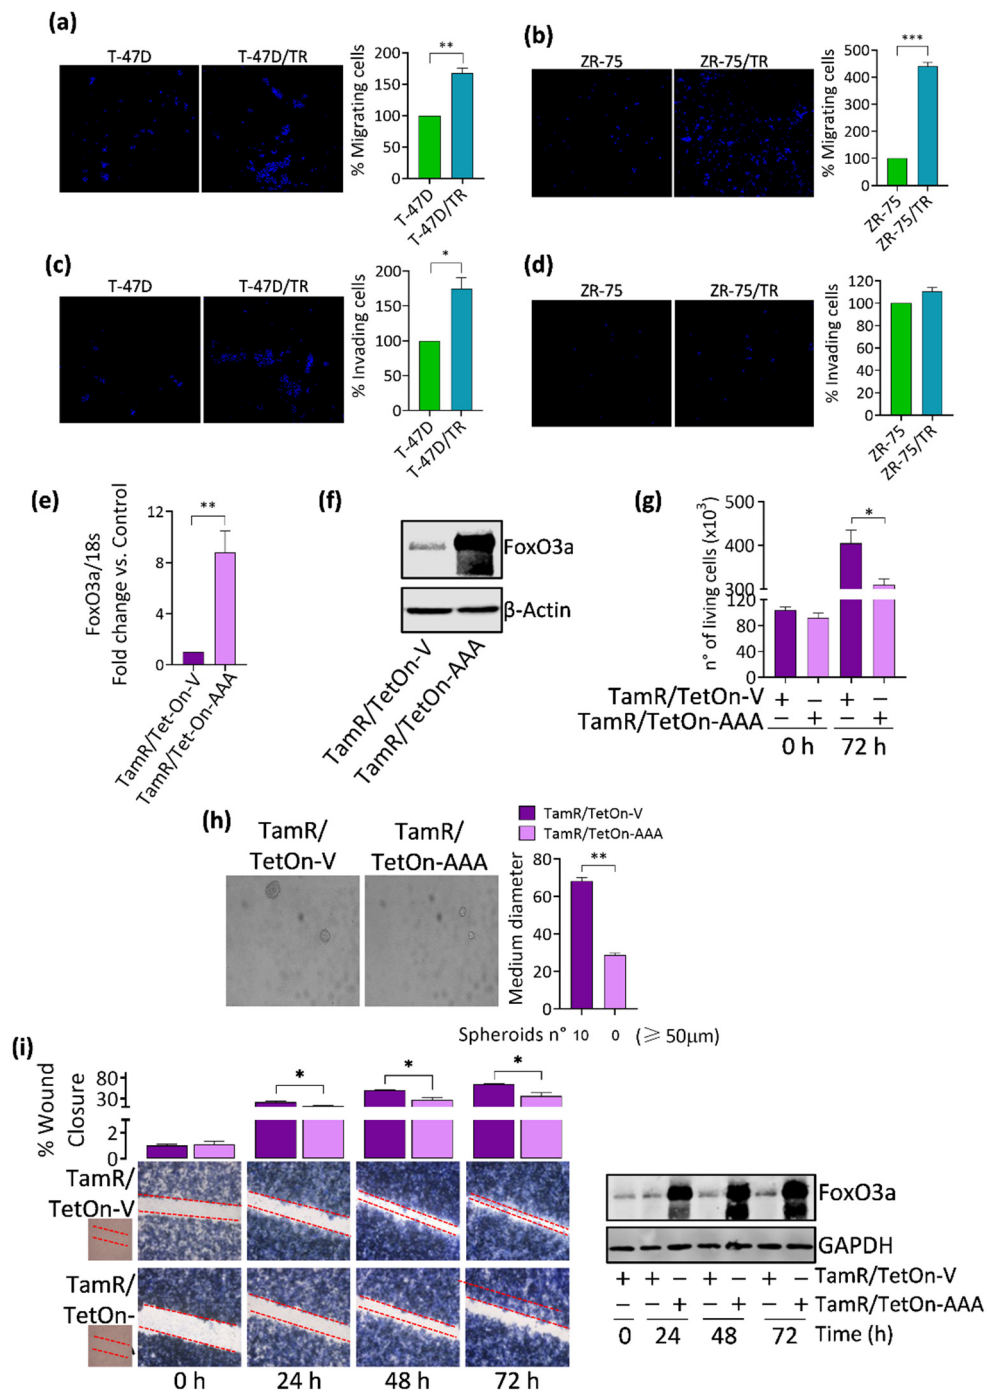 (a)
T-47D
T-47D/TR
% Migrating cells
200
150
100
50
0
**
T-47D
T-47D/TR
(b)
ZR-75
ZR-75/TR
% Migrating cells
500
400
300
200
100
0
***
ZR-75
ZR-75/TR
(c)
T-47D
T-47D/TR
% Invading cells
200
150
100
50
0
*
T-47D
T-47D/TR
(d)
ZR-75
ZR-75/TR
% Invading cells
120
100
80
60
40
20
0
ZR-75
ZR-75/TR
(e)
FoxO3a/18s
Fold change vs. Control
12
8
4
0
**
TamR/Tet-On-V
TamR/Tet-On-AAA
(f)
FoxO3a
β-Actin
TamR/TetOn-V
TamR/TetOn-AAA
(g)
n° of living cells (x10³)
500
400
300
120
80
40
0
*
TamR/TetOn-V + − + −
TamR/TetOn-AAA − + − +
0 h 72 h
(h)
TamR/
TetOn-V
TamR/
TetOn-AAA
TamR/TetOn-V
TamR/TetOn-AAA
Medium diameter
80
60
40
20
0
**
Spheroids n° 10 0 (⩾ 50μm)
(i)
% Wound
Closure
80
30
2
0
* * *
TamR/
TetOn-V
TamR/
TetOn-
0 h 24 h 48 h 72 h
FoxO3a
GAPDH
+ + − + − + − TamR/TetOn-V
− − + − + − + TamR/TetOn-AAA
0 24 48 72 Time (h)